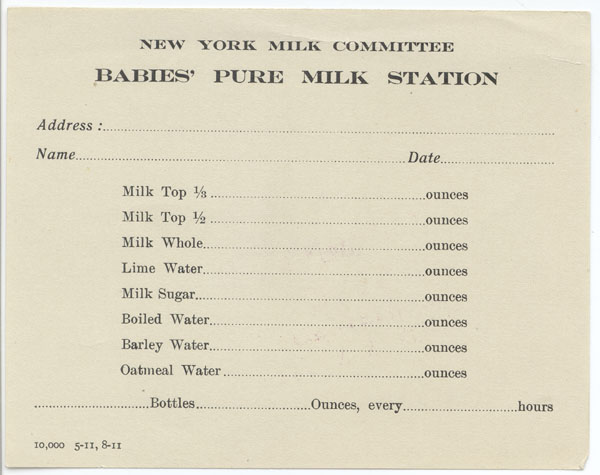 NEW YORK MILK COMMITTEE
BABIES' PURE MILK STATION
Address :
Name Date
Milk Top ⅓ ounces
Milk Top ½ ounces
Milk Whole ounces
Lime Water ounces
Milk Sugar ounces
Boiled Water ounces
Barley Water ounces
Oatmeal Water ounces
Bottles Ounces, every hours
10,000 5-11, 8-11